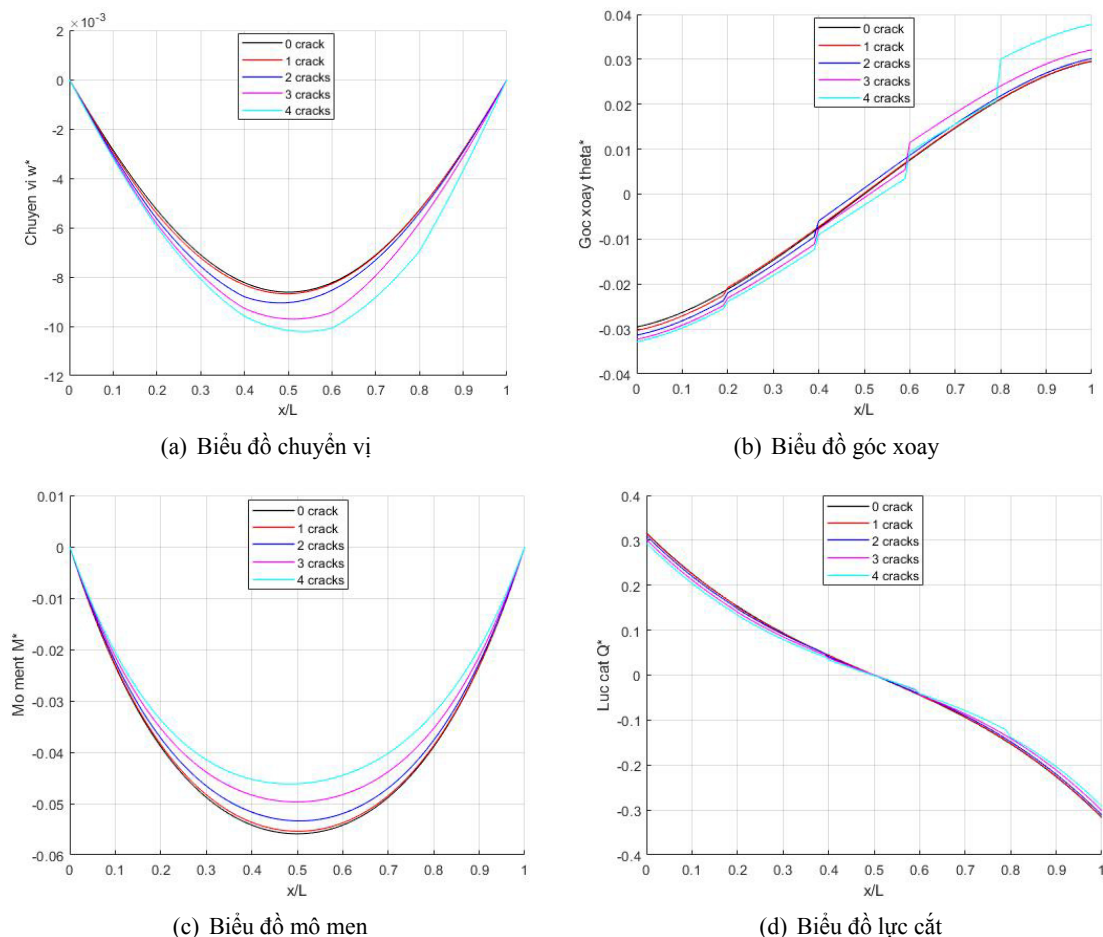 ×10⁻³
2
0
-2
-4
-6
-8
-10
-12
Chuyen vi w*
0 crack
1 crack
2 cracks
3 cracks
4 cracks
0 0.1 0.2 0.3 0.4 0.5 0.6 0.7 0.8 0.9 1
x/L
(a) Biểu đồ chuyển vị
0.04
0.03
0.02
0.01
0
-0.01
-0.02
-0.03
-0.04
Goc xoay theta*
0 crack
1 crack
2 cracks
3 cracks
4 cracks
0 0.1 0.2 0.3 0.4 0.5 0.6 0.7 0.8 0.9 1
x/L
(b) Biểu đồ góc xoay
0.01
0
-0.01
-0.02
-0.03
-0.04
-0.05
-0.06
Mo ment M*
0 crack
1 crack
2 cracks
3 cracks
4 cracks
0 0.1 0.2 0.3 0.4 0.5 0.6 0.7 0.8 0.9 1
x/L
(c) Biểu đồ mô men
0.4
0.3
0.2
0.1
0
-0.1
-0.2
-0.3
-0.4
Luc cat Q*
0 crack
1 crack
2 cracks
3 cracks
4 cracks
0 0.1 0.2 0.3 0.4 0.5 0.6 0.7 0.8 0.9 1
x/L
(d) Biểu đồ lực cắt